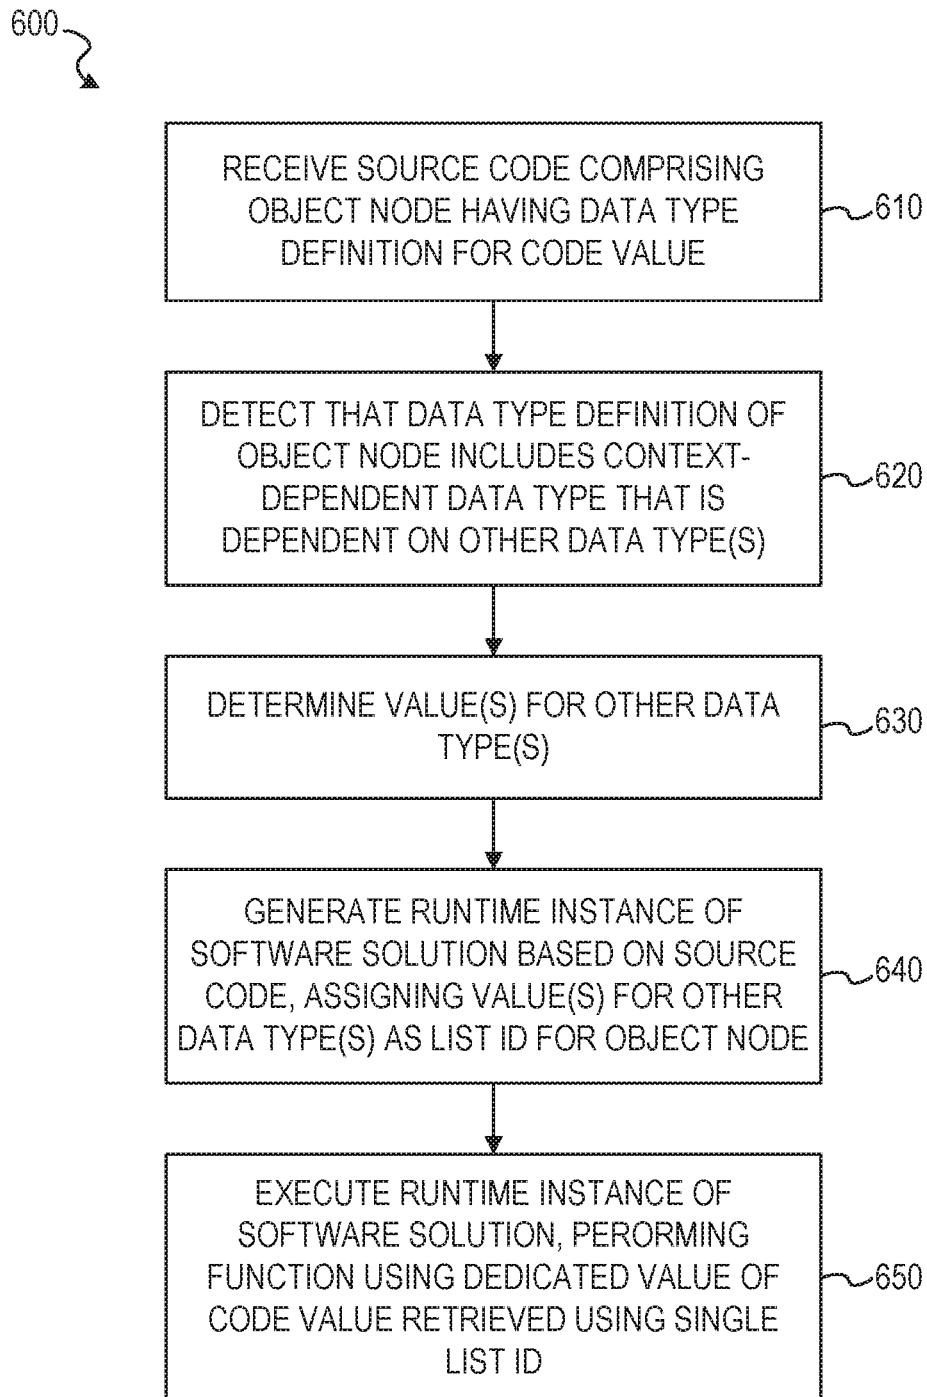 600
RECEIVE SOURCE CODE COMPRISING
OBJECT NODE HAVING DATA TYPE
DEFINITION FOR CODE VALUE
610
DETECT THAT DATA TYPE DEFINITION OF
OBJECT NODE INCLUDES CONTEXT-
DEPENDENT DATA TYPE THAT IS
DEPENDENT ON OTHER DATA TYPE(S)
620
DETERMINE VALUE(S) FOR OTHER DATA
TYPE(S)
630
GENERATE RUNTIME INSTANCE OF
SOFTWARE SOLUTION BASED ON SOURCE
CODE, ASSIGNING VALUE(S) FOR OTHER
DATA TYPE(S) AS LIST ID FOR OBJECT NODE
640
EXECUTE RUNTIME INSTANCE OF
SOFTWARE SOLUTION, PERORMING
FUNCTION USING DEDICATED VALUE OF
CODE VALUE RETRIEVED USING SINGLE
LIST ID
650